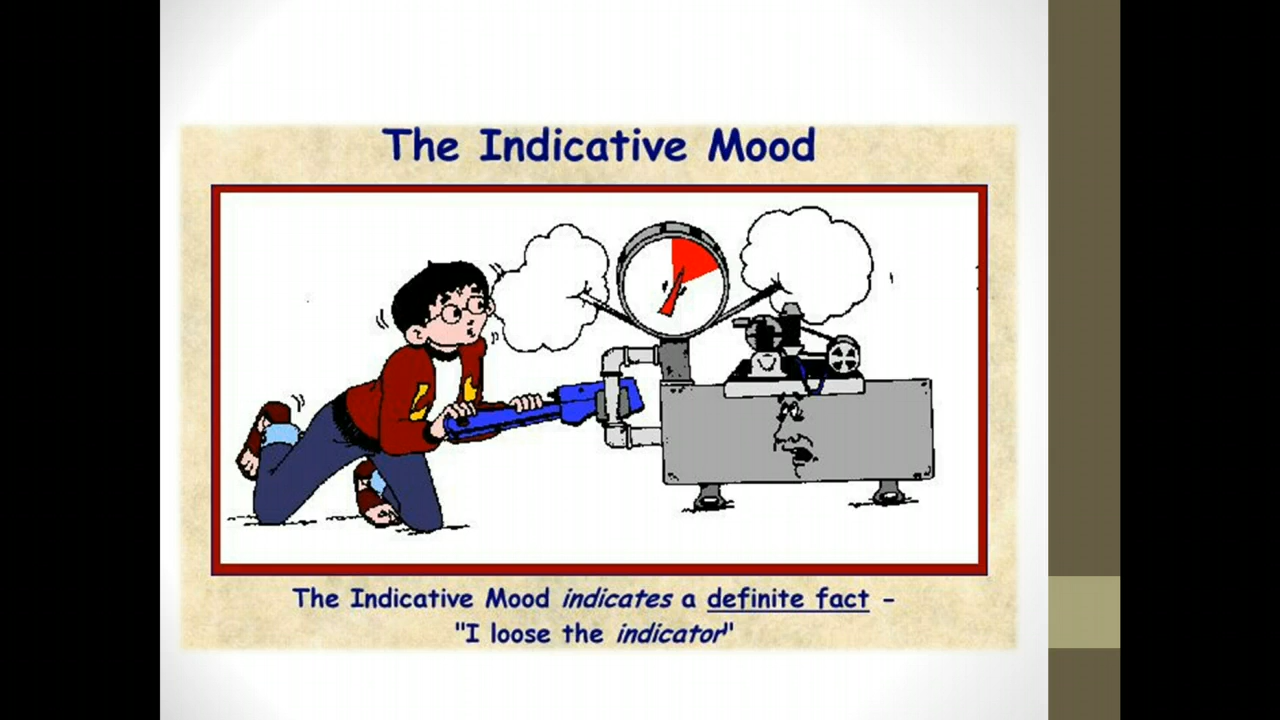 The Indicative Mood
The Indicative Mood indicates a definite fact -
"I loose the indicator"